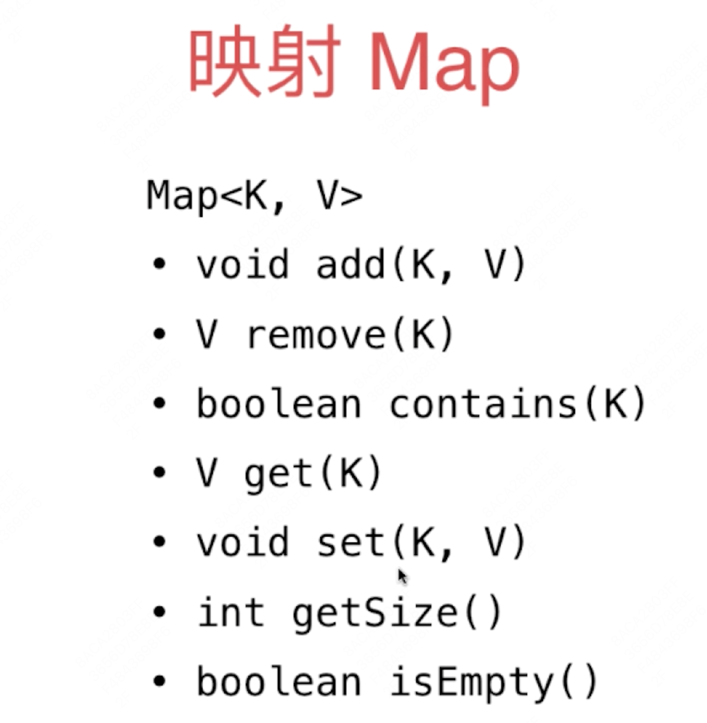 映射 Map
Map<K, V>
• void add(K, V)
• V remove(K)
• boolean contains(K)
• V get(K)
• void set(K, V)
• int getSize()
• boolean isEmpty()